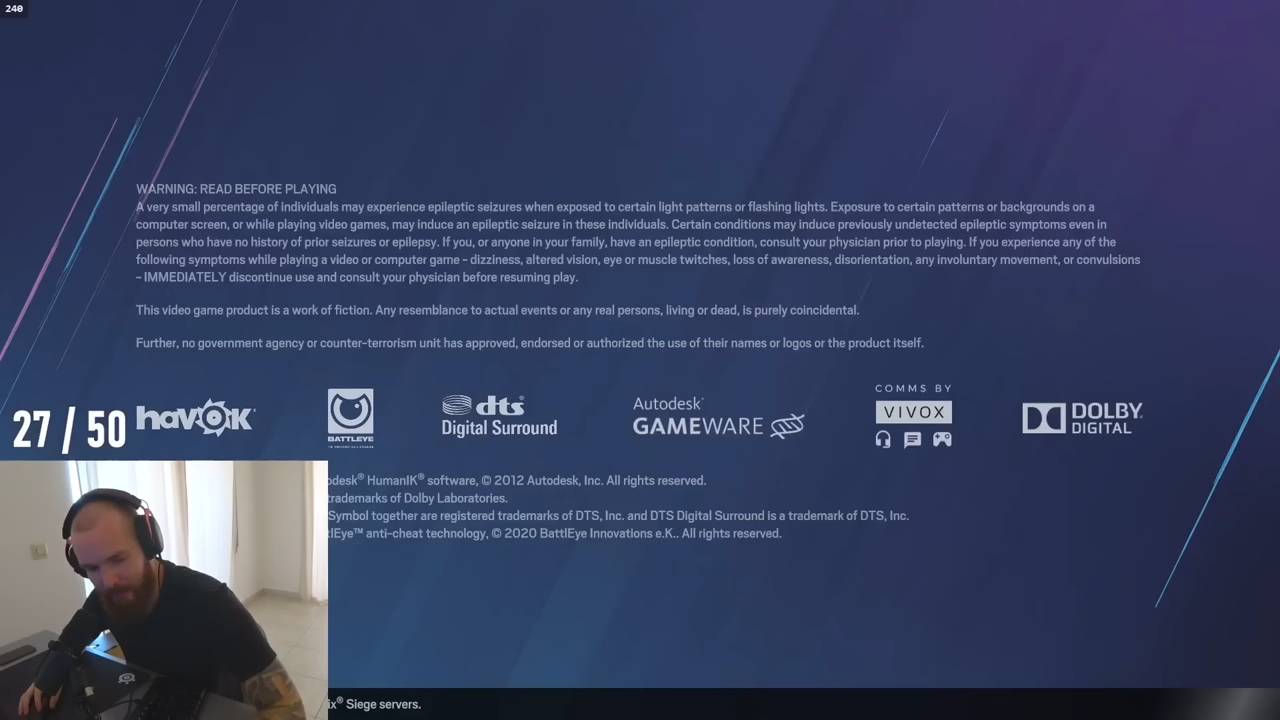 240
WARNING: READ BEFORE PLAYING
A very small percentage of individuals may experience epileptic seizures when exposed to certain light patterns or flashing lights. Exposure to certain patterns or backgrounds on a
computer screen, or while playing video games, may induce an epileptic seizure in these individuals. Certain conditions may induce previously undetected epileptic symptoms even in
persons who have no history of prior seizures or epilepsy. If you, or anyone in your family, have an epileptic condition, consult your physician prior to playing. If you experience any of the
following symptoms while playing a video or computer game - dizziness, altered vision, eye or muscle twitches, loss of awareness, disorientation, any involuntary movement, or convulsions
– IMMEDIATELY discontinue use and consult your physician before resuming play.
This video game product is a work of fiction. Any resemblance to actual events or any real persons, living or dead, is purely coincidental.
Further, no government agency or counter-terrorism unit has approved, endorsed or authorized the use of their names or logos or the product itself.
27 / 50
havok
BATTLEYE
dts
Digital Surround
Autodesk®
GAMEWARE
COMMS BY
VIVOX
DOLBY
DIGITAL
odesk® HumanIK® software, © 2012 Autodesk, Inc. All rights reserved.
trademarks of Dolby Laboratories.
Symbol together are registered trademarks of DTS, Inc. and DTS Digital Surround is a trademark of DTS, Inc.
tlEye™ anti-cheat technology, © 2020 BattlEye Innovations e.K.. All rights reserved.
ix® Siege servers.